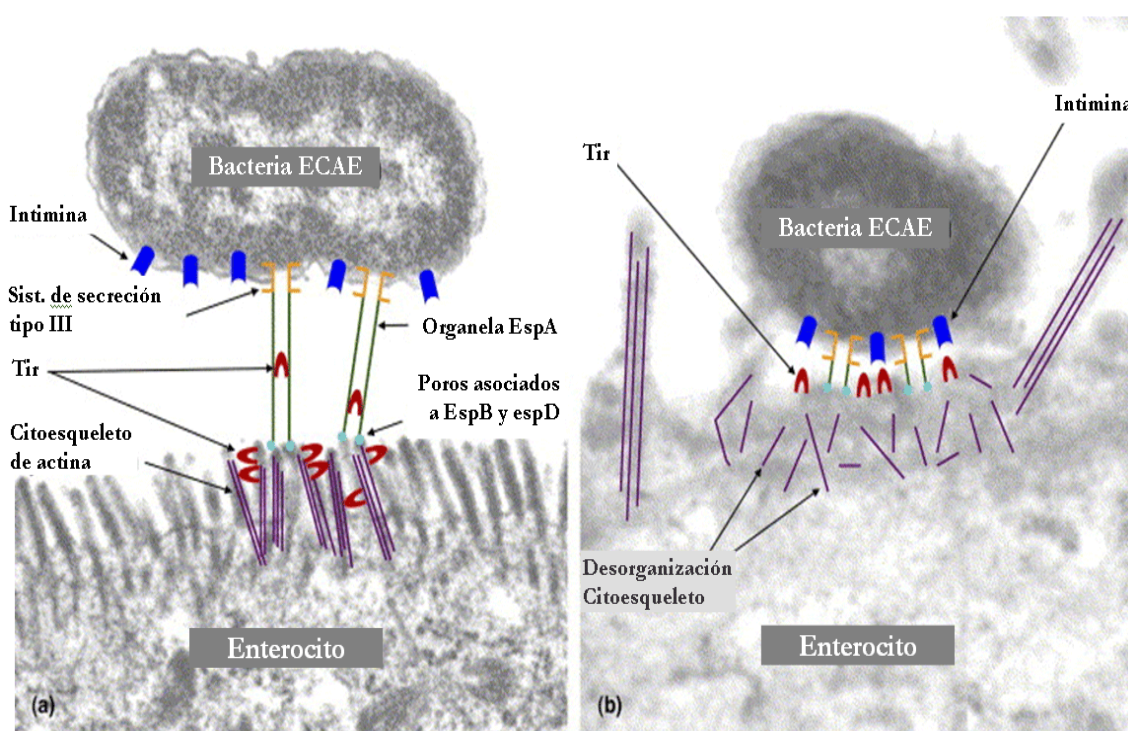 Bacteria ECAE
Intimina
Sist. de secreción
tipo III
Organela EspA
Tir
Poros asociados
a EspB y espD
Citoesqueleto
de actina
Enterocito
(a)
Intimina
Tir
Bacteria ECAE
Desorganización
Citoesqueleto
Enterocito
(b)